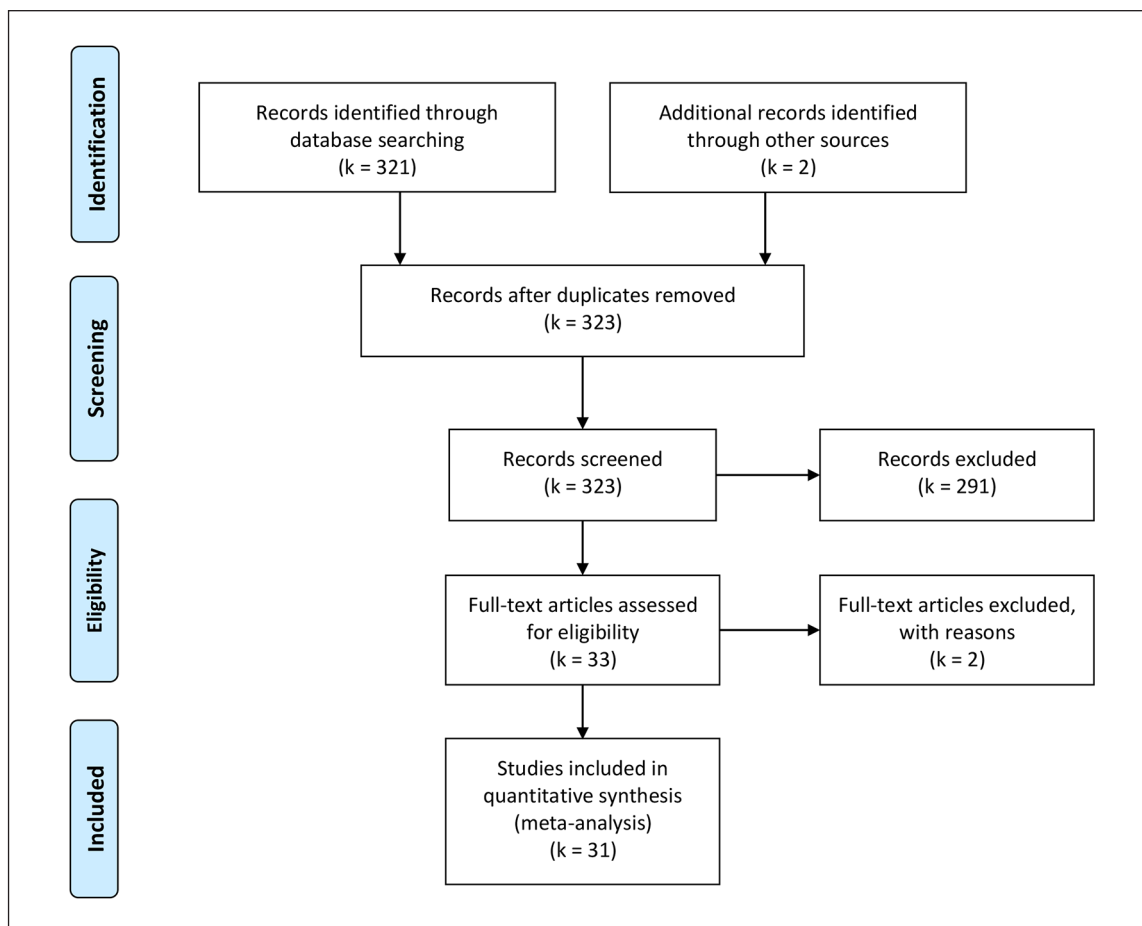 Identification
Records identified through
database searching
(k = 321)
Additional records identified
through other sources
(k = 2)
Screening
Records after duplicates removed
(k = 323)
Records screened
(k = 323)
Records excluded
(k = 291)
Eligibility
Full-text articles assessed
for eligibility
(k = 33)
Full-text articles excluded,
with reasons
(k = 2)
Included
Studies included in
quantitative synthesis
(meta-analysis)
(k = 31)